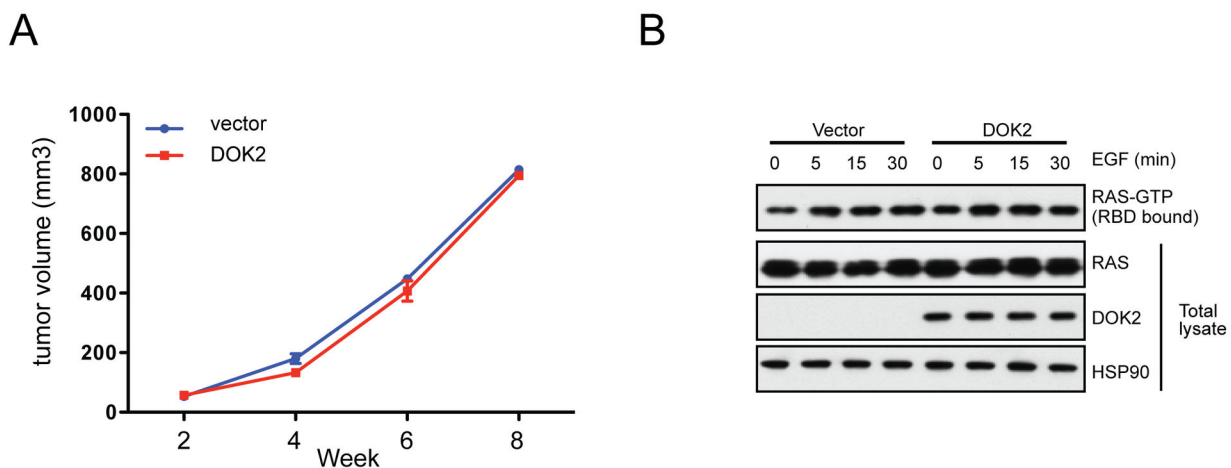 A
B
vector
DOK2
tumor volume (mm3)
1000
800
600
400
200
0
2 4 6 8
Week
Vector DOK2
0 5 15 30 0 5 15 30 EGF (min)
RAS-GTP
(RBD bound)
RAS
DOK2
HSP90
Total
lysate